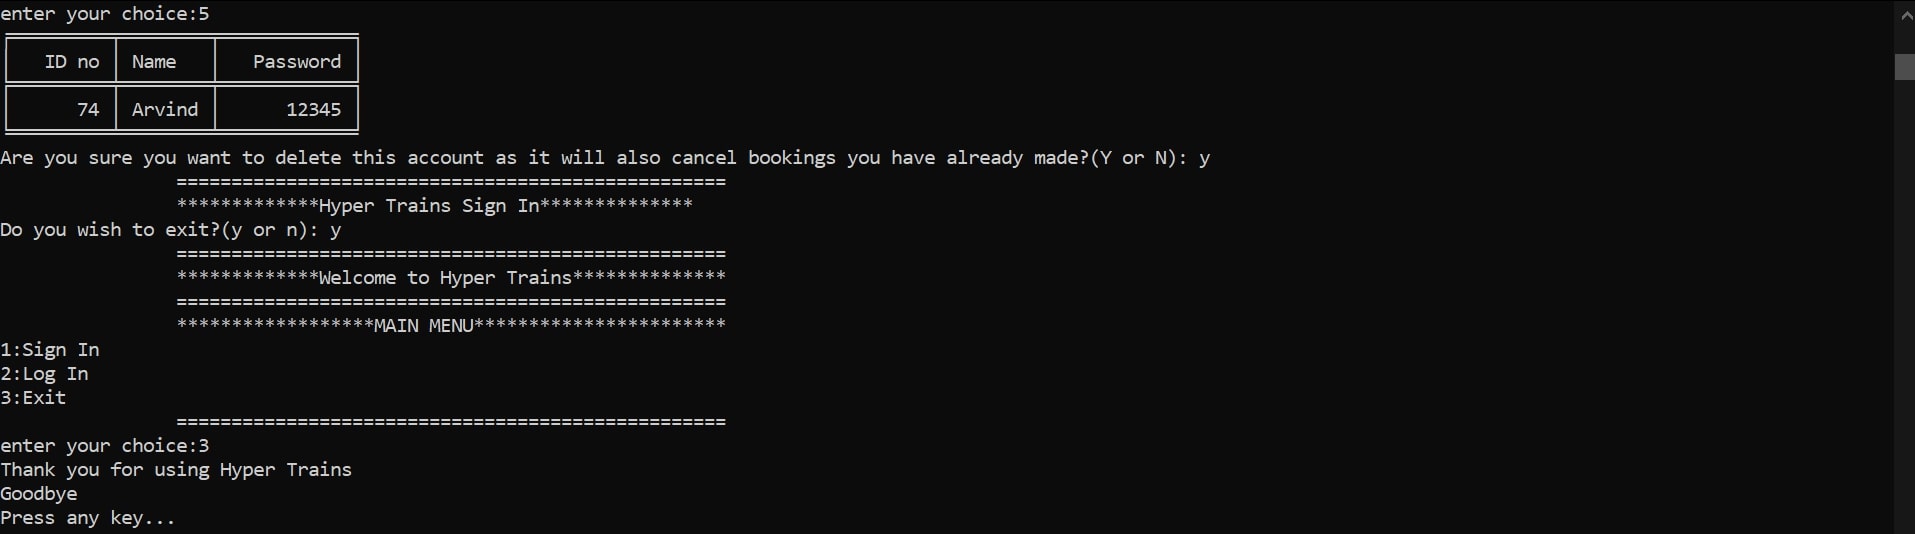 enter your choice:5
ID no Name Password
74 Arvind 12345
Are you sure you want to delete this account as it will also cancel bookings you have already made?(Y or N): y
==================================================
*************Hyper Trains Sign In**************
Do you wish to exit?(y or n): y
==================================================
*************Welcome to Hyper Trains**************
==================================================
******************MAIN MENU***********************
1:Sign In
2:Log In
3:Exit
==================================================
enter your choice:3
Thank you for using Hyper Trains
Goodbye
Press any key...